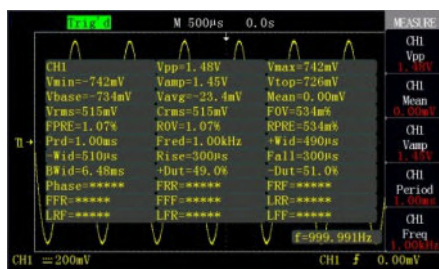 Trig'd M 500μs 0.0s MEASURE
CH1
Vpp
1.48V
CH1
Mean
0.00mV
CH1
Vamp
1.45V
CH1
Period
1.00ms
CH1
Freq
1.00kHz
CH1 Vpp=1.48V Vmax=742mV
Vmin=-742mV Vamp=1.45V Vtop=726mV
Vbase=-734mV Vavg=-23.4mV Mean=0.00mV
Vrms=515mV Crms=515mV FOV=534m%
FPRE=1.07% ROV=1.07% RPRE=534m%
Prd=1.00ms Fred=1.00kHz +Wid=490μs
-Wid=510μs Rise=300μs Fall=300μs
BWid=6.48ms +Dut=49.0% -Dut=51.0%
Phase=***** FRR=***** FRF=*****
FFR=***** FFF=***** LRR=*****
LRF=***** LFR=***** LFF=*****
f=999.991Hz
CH1 =200mV CH1 0.00mV